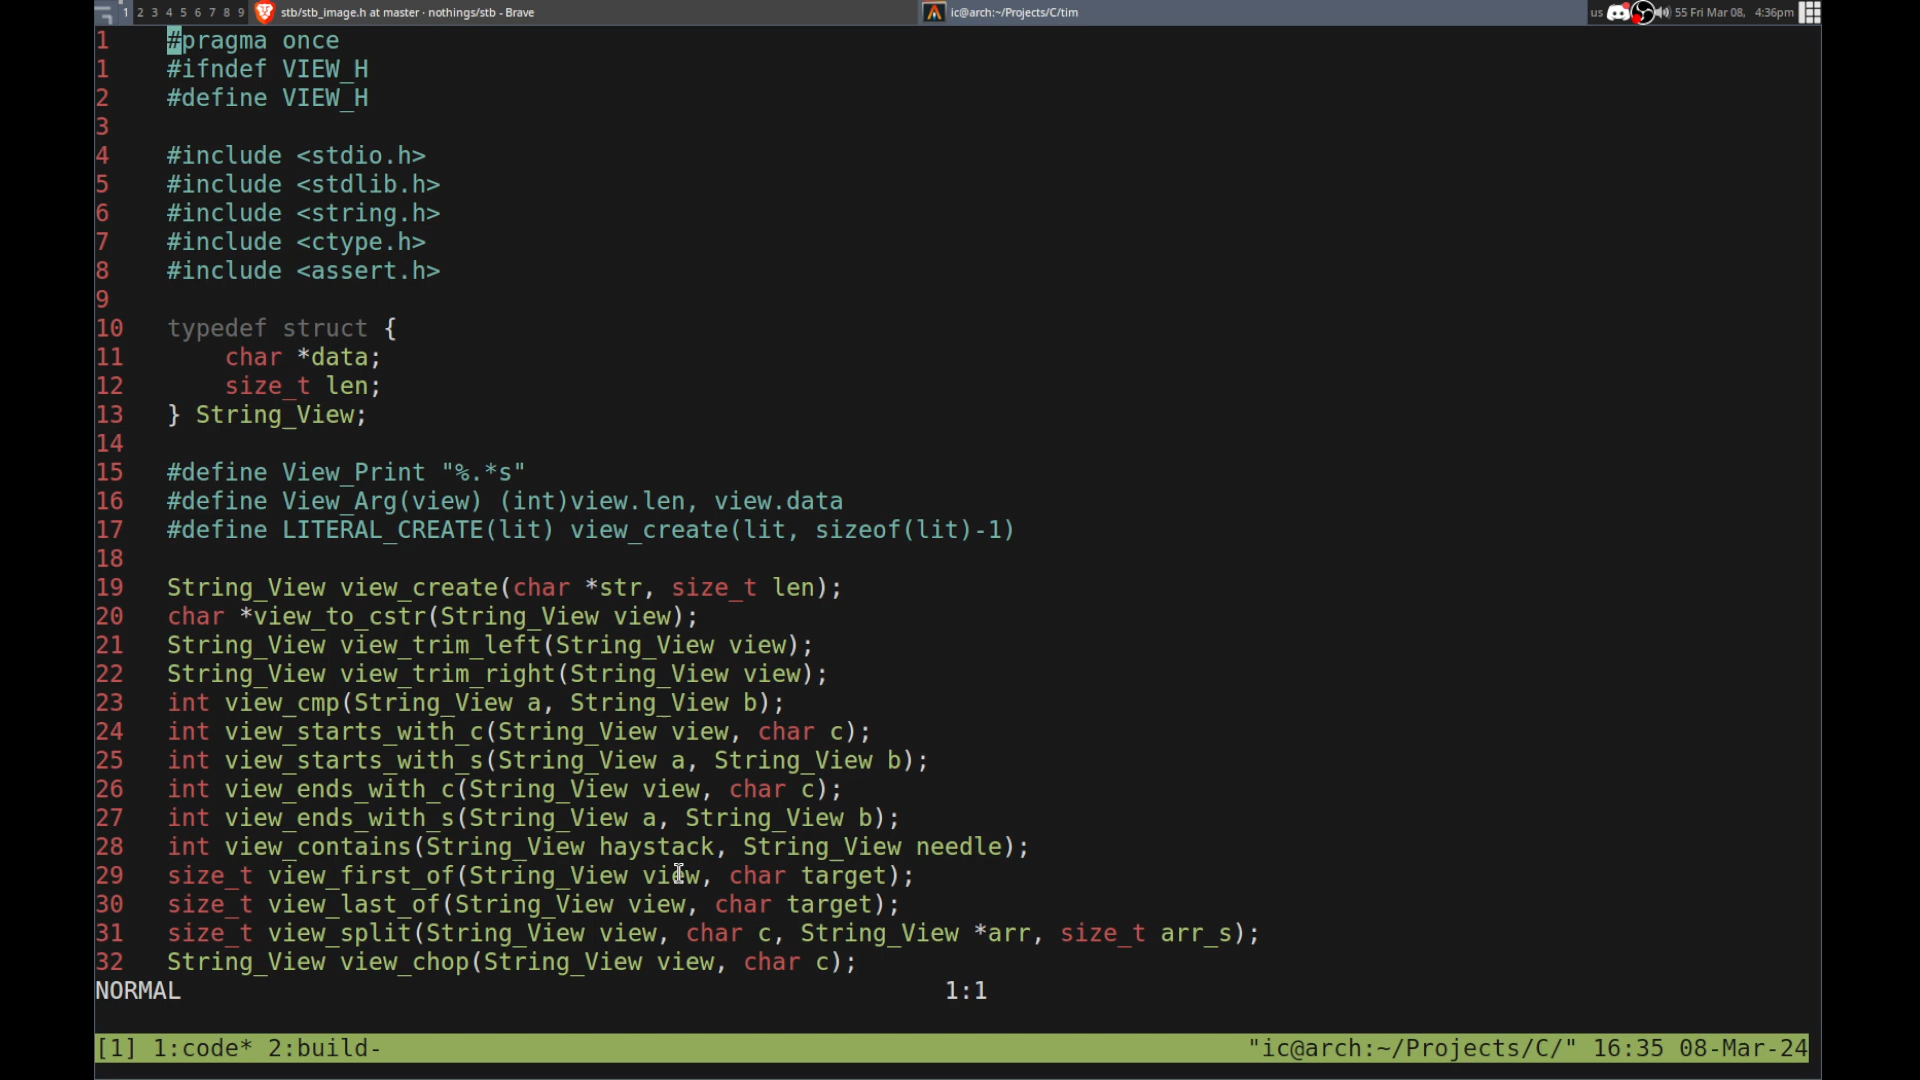 1 2 3 4 5 6 7 8 9 stb/stb_image.h at master · nothings/stb - Brave ic@arch:~/Projects/C/tim us 55 Fri Mar 08, 4:36pm
1 #pragma once
1 #ifndef VIEW_H
2 #define VIEW_H
3
4 #include <stdio.h>
5 #include <stdlib.h>
6 #include <string.h>
7 #include <ctype.h>
8 #include <assert.h>
9
10 typedef struct {
11     char *data;
12     size_t len;
13 } String_View;
14
15 #define View_Print "%.*s"
16 #define View_Arg(view) (int)view.len, view.data
17 #define LITERAL_CREATE(lit) view_create(lit, sizeof(lit)-1)
18
19 String_View view_create(char *str, size_t len);
20 char *view_to_cstr(String_View view);
21 String_View view_trim_left(String_View view);
22 String_View view_trim_right(String_View view);
23 int view_cmp(String_View a, String_View b);
24 int view_starts_with_c(String_View view, char c);
25 int view_starts_with_s(String_View a, String_View b);
26 int view_ends_with_c(String_View view, char c);
27 int view_ends_with_s(String_View a, String_View b);
28 int view_contains(String_View haystack, String_View needle);
29 size_t view_first_of(String_View view, char target);
30 size_t view_last_of(String_View view, char target);
31 size_t view_split(String_View view, char c, String_View *arr, size_t arr_s);
32 String_View view_chop(String_View view, char c);
NORMAL 1:1
[1] 1:code* 2:build- "ic@arch:~/Projects/C/" 16:35 08-Mar-24